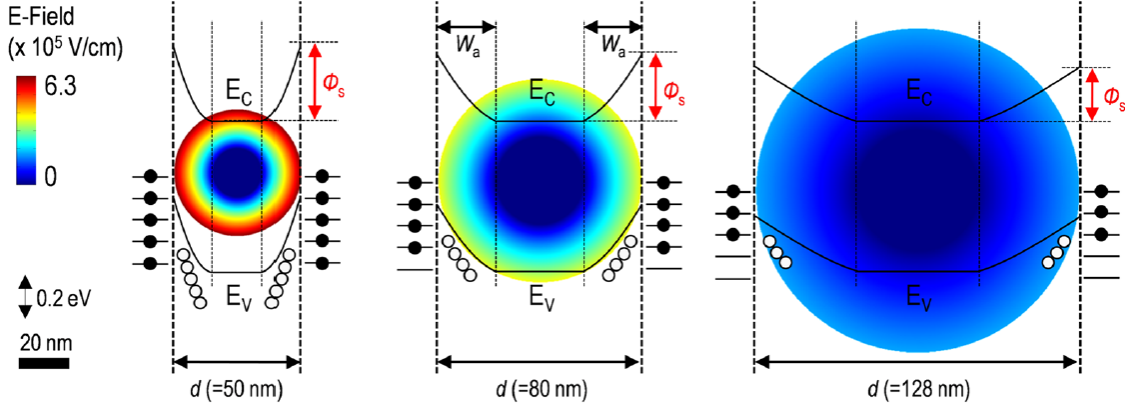 E-Field
(x 10⁵ V/cm)
6.3
0
0.2 eV
20 nm
E_C
Φ_s
E_V
d (=50 nm)
W_a
W_a
E_C
Φ_s
E_V
d (=80 nm)
E_C
Φ_s
E_V
d (=128 nm)